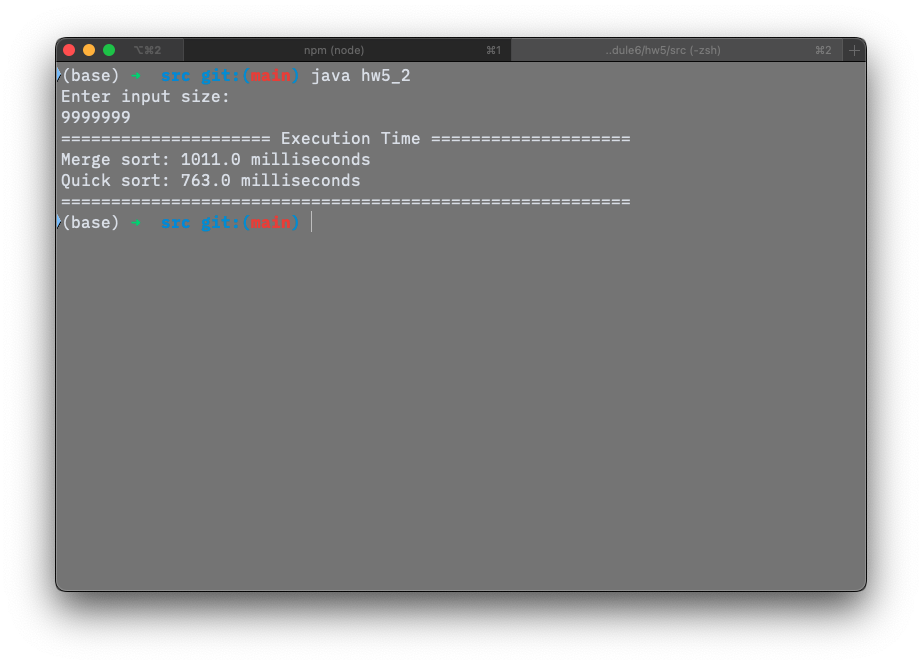 ⌥⌘2 npm (node) ⌘1 ..dule6/hw5/src (-zsh) ⌘2 +
(base) ➜ src git:(main) java hw5_2
Enter input size:
9999999
===================== Execution Time ====================
Merge sort: 1011.0 milliseconds
Quick sort: 763.0 milliseconds
=========================================================
(base) ➜ src git:(main)